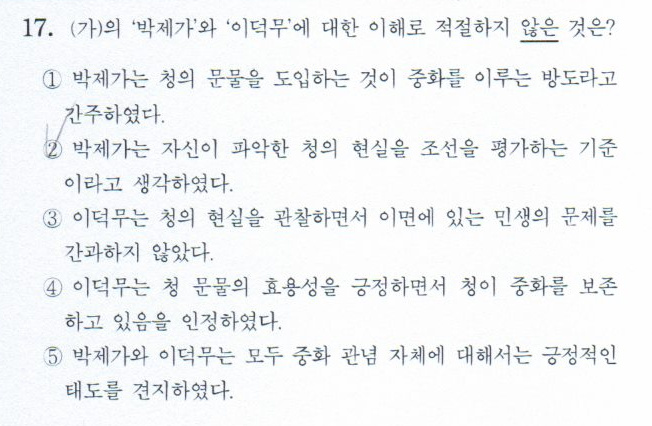 17. (가)의 ‘박제가’와 ‘이덕무’에 대한 이해로 적절하지 않은 것은?
① 박제가는 청의 문물을 도입하는 것이 중화를 이루는 방도라고
간주하였다.
② 박제가는 자신이 파악한 청의 현실을 조선을 평가하는 기준
이라고 생각하였다.
③ 이덕무는 청의 현실을 관찰하면서 이면에 있는 민생의 문제를
간과하지 않았다.
④ 이덕무는 청 문물의 효용성을 긍정하면서 청이 중화를 보존
하고 있음을 인정하였다.
⑤ 박제가와 이덕무는 모두 중화 관념 자체에 대해서는 긍정적인
태도를 견지하였다.